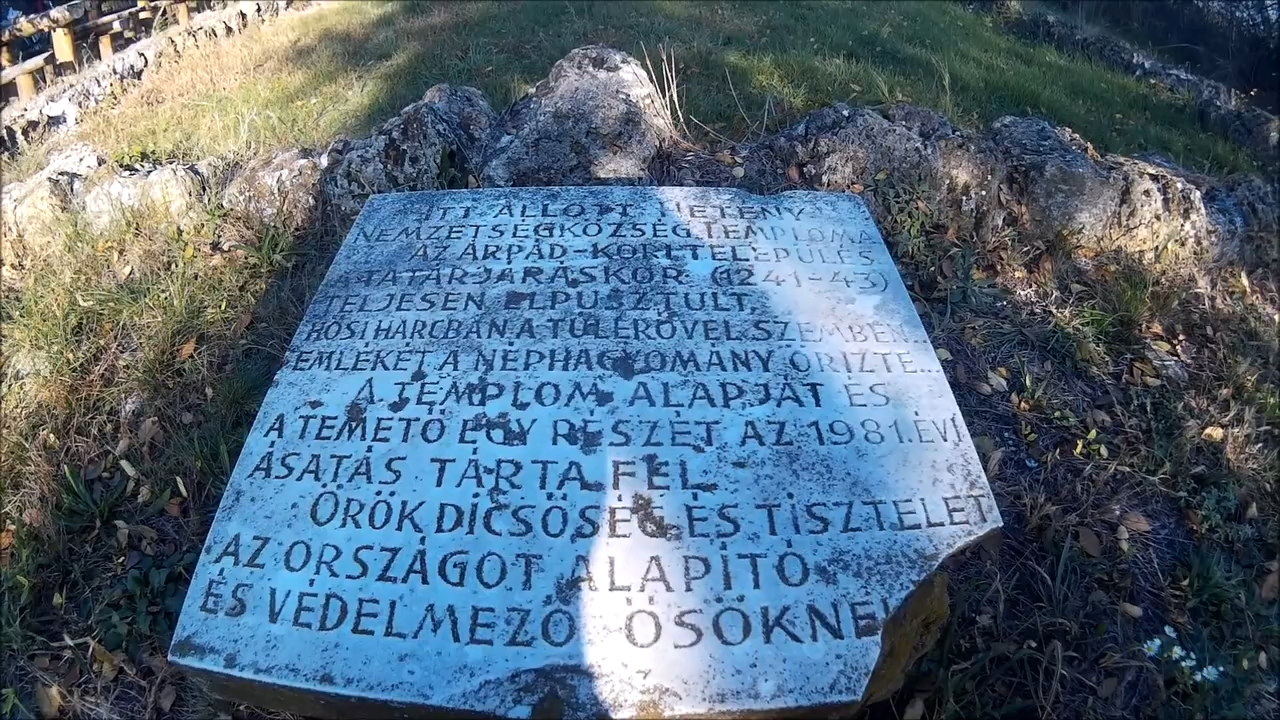 ITT ÁLLOTT HETÉNY
NEMZETSÉGKÖZSÉG TEMPLOMA
AZ ÁRPÁD-KORI TELEPÜLÉS
TATÁRJÁRÁSKOR (1241-43)
TELJESEN ELPUSZTULT,
HŐSI HARCBAN, A TÚLERŐVEL SZEMBEN...
EMLÉKÉT A NÉPHAGYOMÁNY ŐRIZTE...
A TEMPLOM ALAPJÁT ÉS
A TEMETŐ EGY RÉSZÉT AZ 1981. ÉVI
ÁSATÁS TÁRTA FEL.
ÖRÖK DICSŐSÉG ÉS TISZTELET
AZ ORSZÁGOT ALAPÍTÓ
ÉS VÉDELMEZŐ ŐSÖKNEK